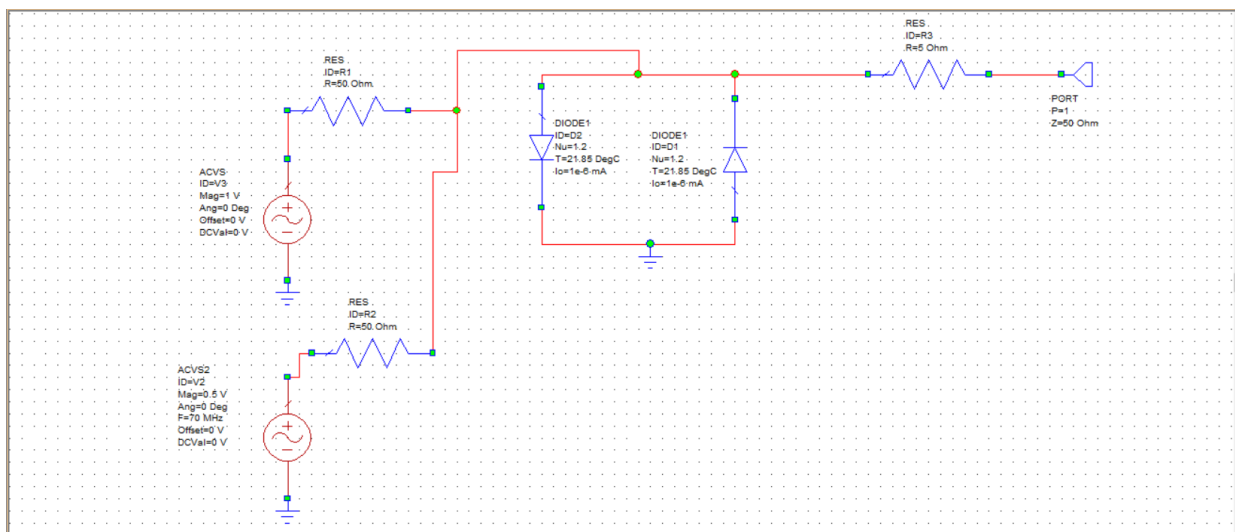 RES
ID=R1
R=50 Ohm
ACVS
ID=V3
Mag=1 V
Ang=0 Deg
Offset=0 V
DCVal=0 V
RES
ID=R2
R=50 Ohm
ACVS2
ID=V2
Mag=0.5 V
Ang=0 Deg
F=70 MHz
Offset=0 V
DCVal=0 V
DIODE1
ID=D2
Nu=1.2
T=21.85 DegC
Io=1e-6 mA
DIODE1
ID=D1
Nu=1.2
T=21.85 DegC
Io=1e-6 mA
RES
ID=R3
R=5 Ohm
PORT
P=1
Z=50 Ohm